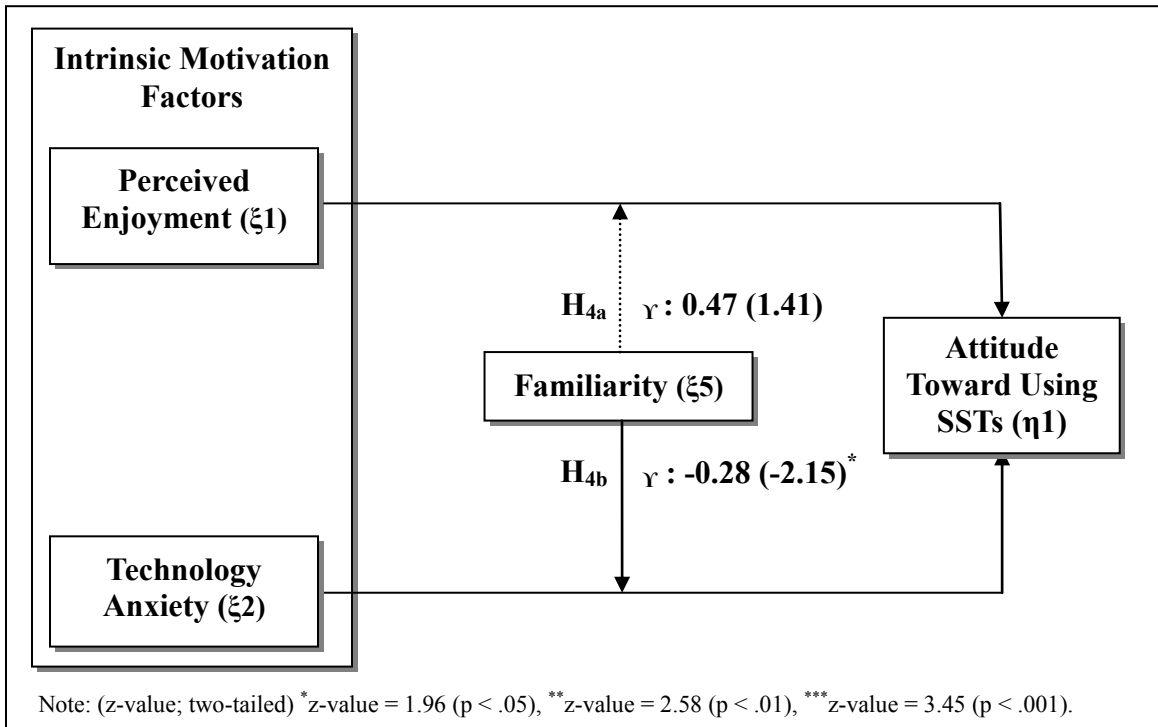 Intrinsic Motivation
Factors
Perceived
Enjoyment (ξ1)
H4a ϒ : 0.47 (1.41)
Familiarity (ξ5)
Attitude
Toward Using
SSTs (η1)
H4b ϒ : -0.28 (-2.15)*
Technology
Anxiety (ξ2)
Note: (z-value; two-tailed) *z-value = 1.96 (p < .05), **z-value = 2.58 (p < .01), ***z-value = 3.45 (p < .001).